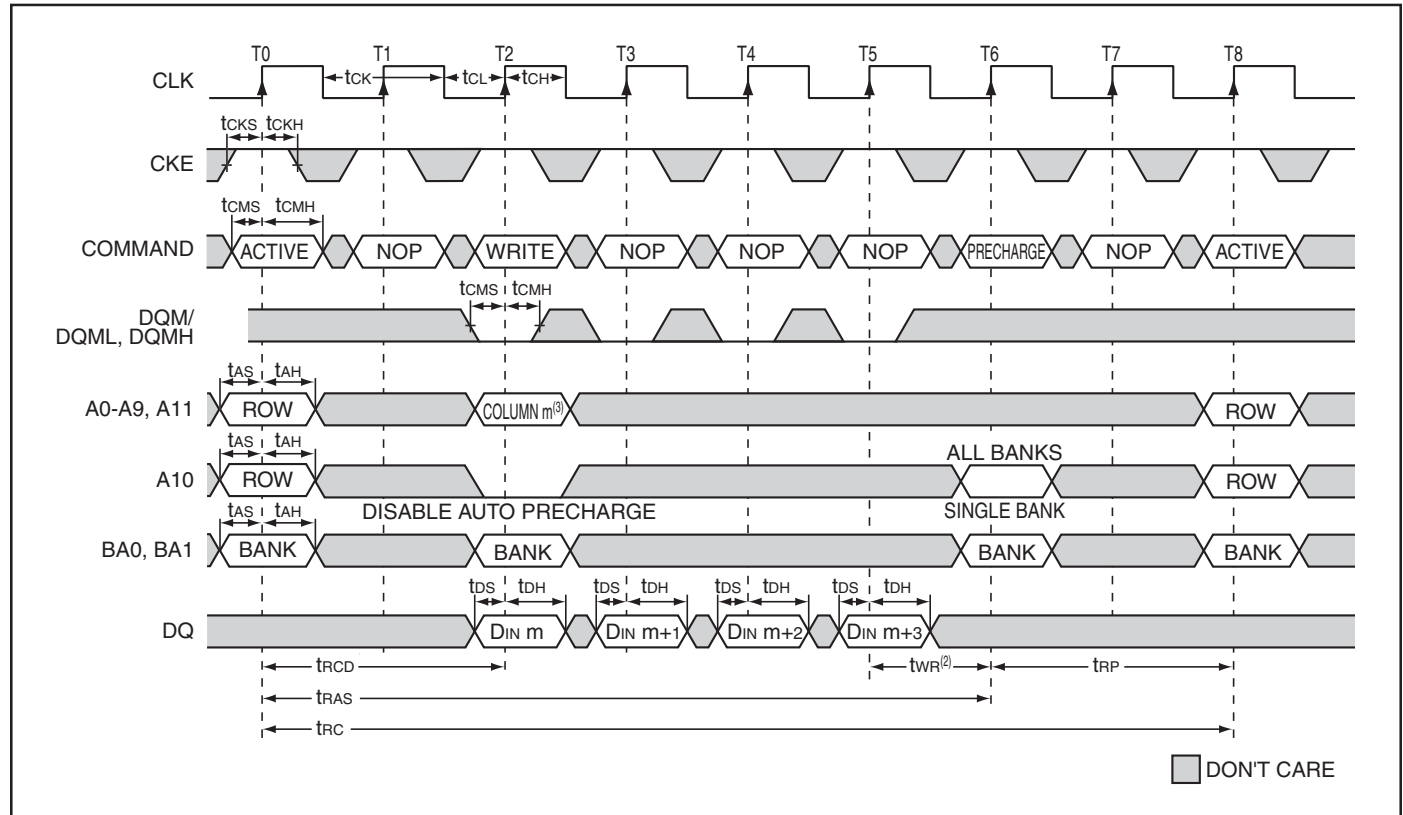 T0 T1 T2 T3 T4 T5 T6 T7 T8
CLK tCK tCL tCH
tCKS tCKH
CKE
tCMS tCMH
COMMAND ACTIVE NOP WRITE NOP NOP NOP PRECHARGE NOP ACTIVE
tCMS tCMH
DQM/
DQML, DQMH
tAS tAH
A0-A9, A11 ROW COLUMN m(3) ROW
tAS tAH ALL BANKS
A10 ROW ROW
DISABLE AUTO PRECHARGE SINGLE BANK
tAS tAH
BA0, BA1 BANK BANK BANK BANK
tDS tDH tDS tDH tDS tDH tDS tDH
DQ DIN m DIN m+1 DIN m+2 DIN m+3
tRCD tWR(2) tRP
tRAS
tRC
DON'T CARE